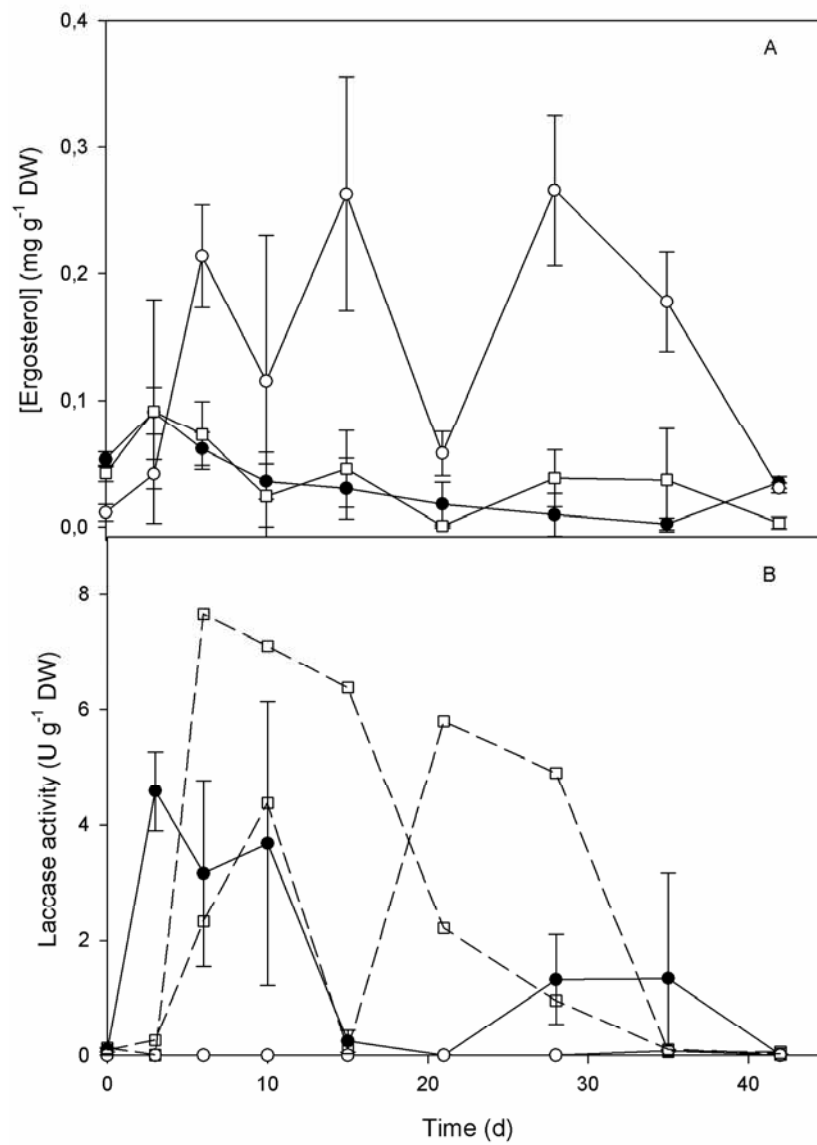 0,4
A
0,3
0,2
0,1
0,0
[Ergosterol] (mg g⁻¹ DW)
B
8
6
4
2
0
Laccase activity (U g⁻¹ DW)
0 10 20 30 40
Time (d)